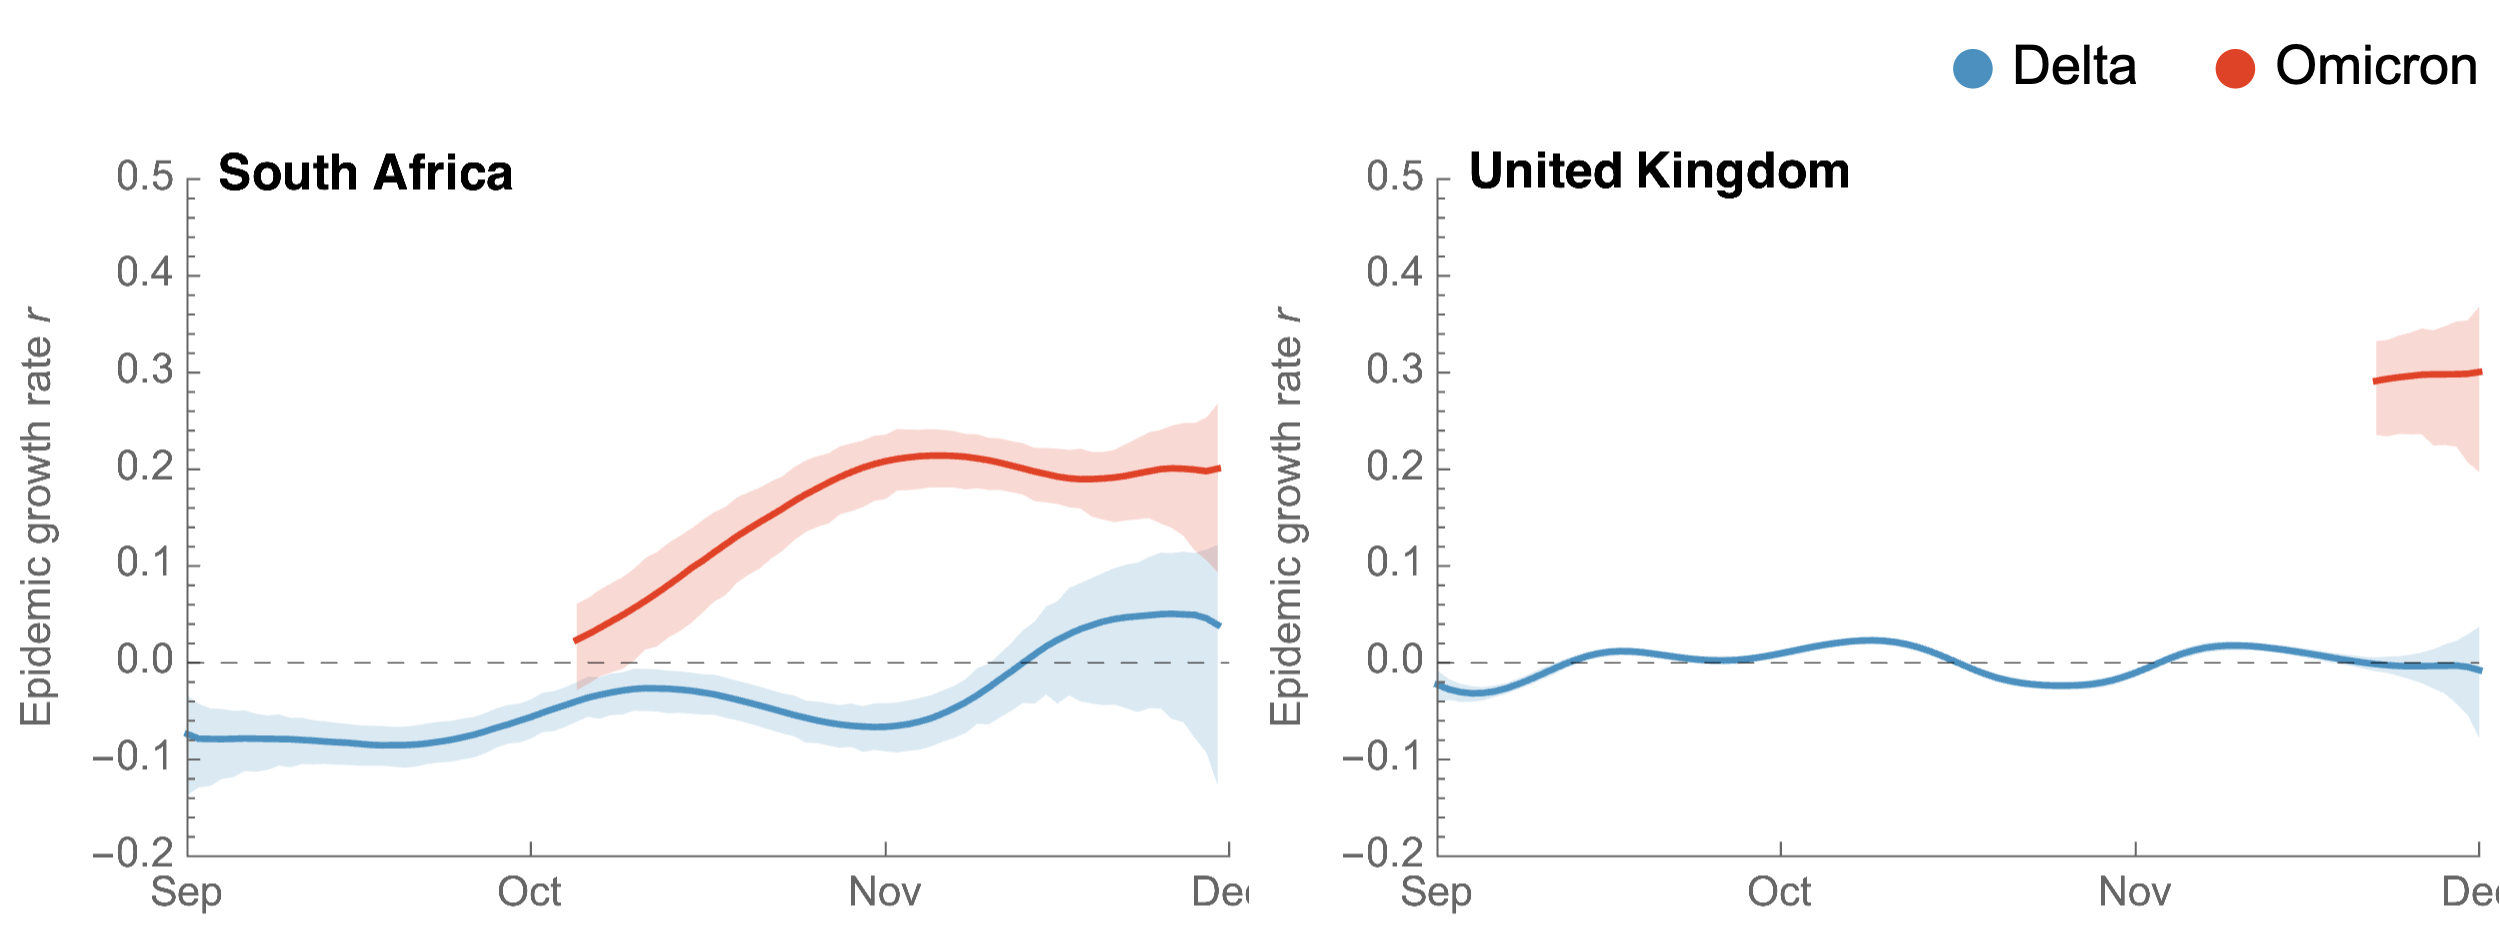 Delta
Omicron
South Africa
Epidemic growth rate r
0.5
0.4
0.3
0.2
0.1
0.0
−0.1
−0.2
Sep
Oct
Nov
United Kingdom
Epidemic growth rate r
0.5
0.4
0.3
0.2
0.1
0.0
−0.1
−0.2
Sep
Oct
Nov